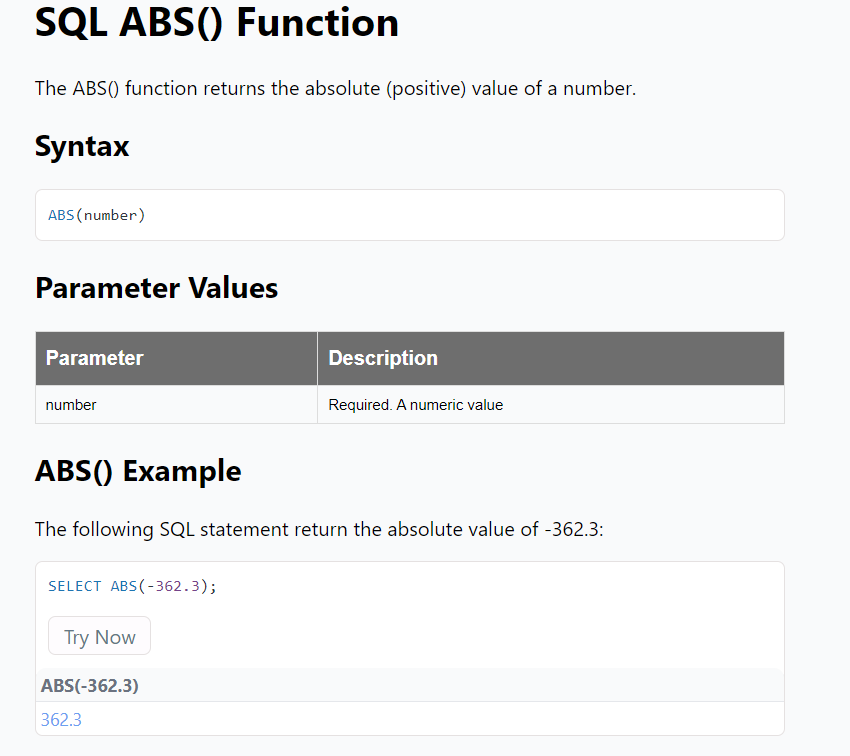 SQL ABS() Function
The ABS() function returns the absolute (positive) value of a number.
Syntax
ABS(number)
Parameter Values
Parameter Description
number Required. A numeric value
ABS() Example
The following SQL statement return the absolute value of -362.3:
SELECT ABS(-362.3);
Try Now
ABS(-362.3)
362.3